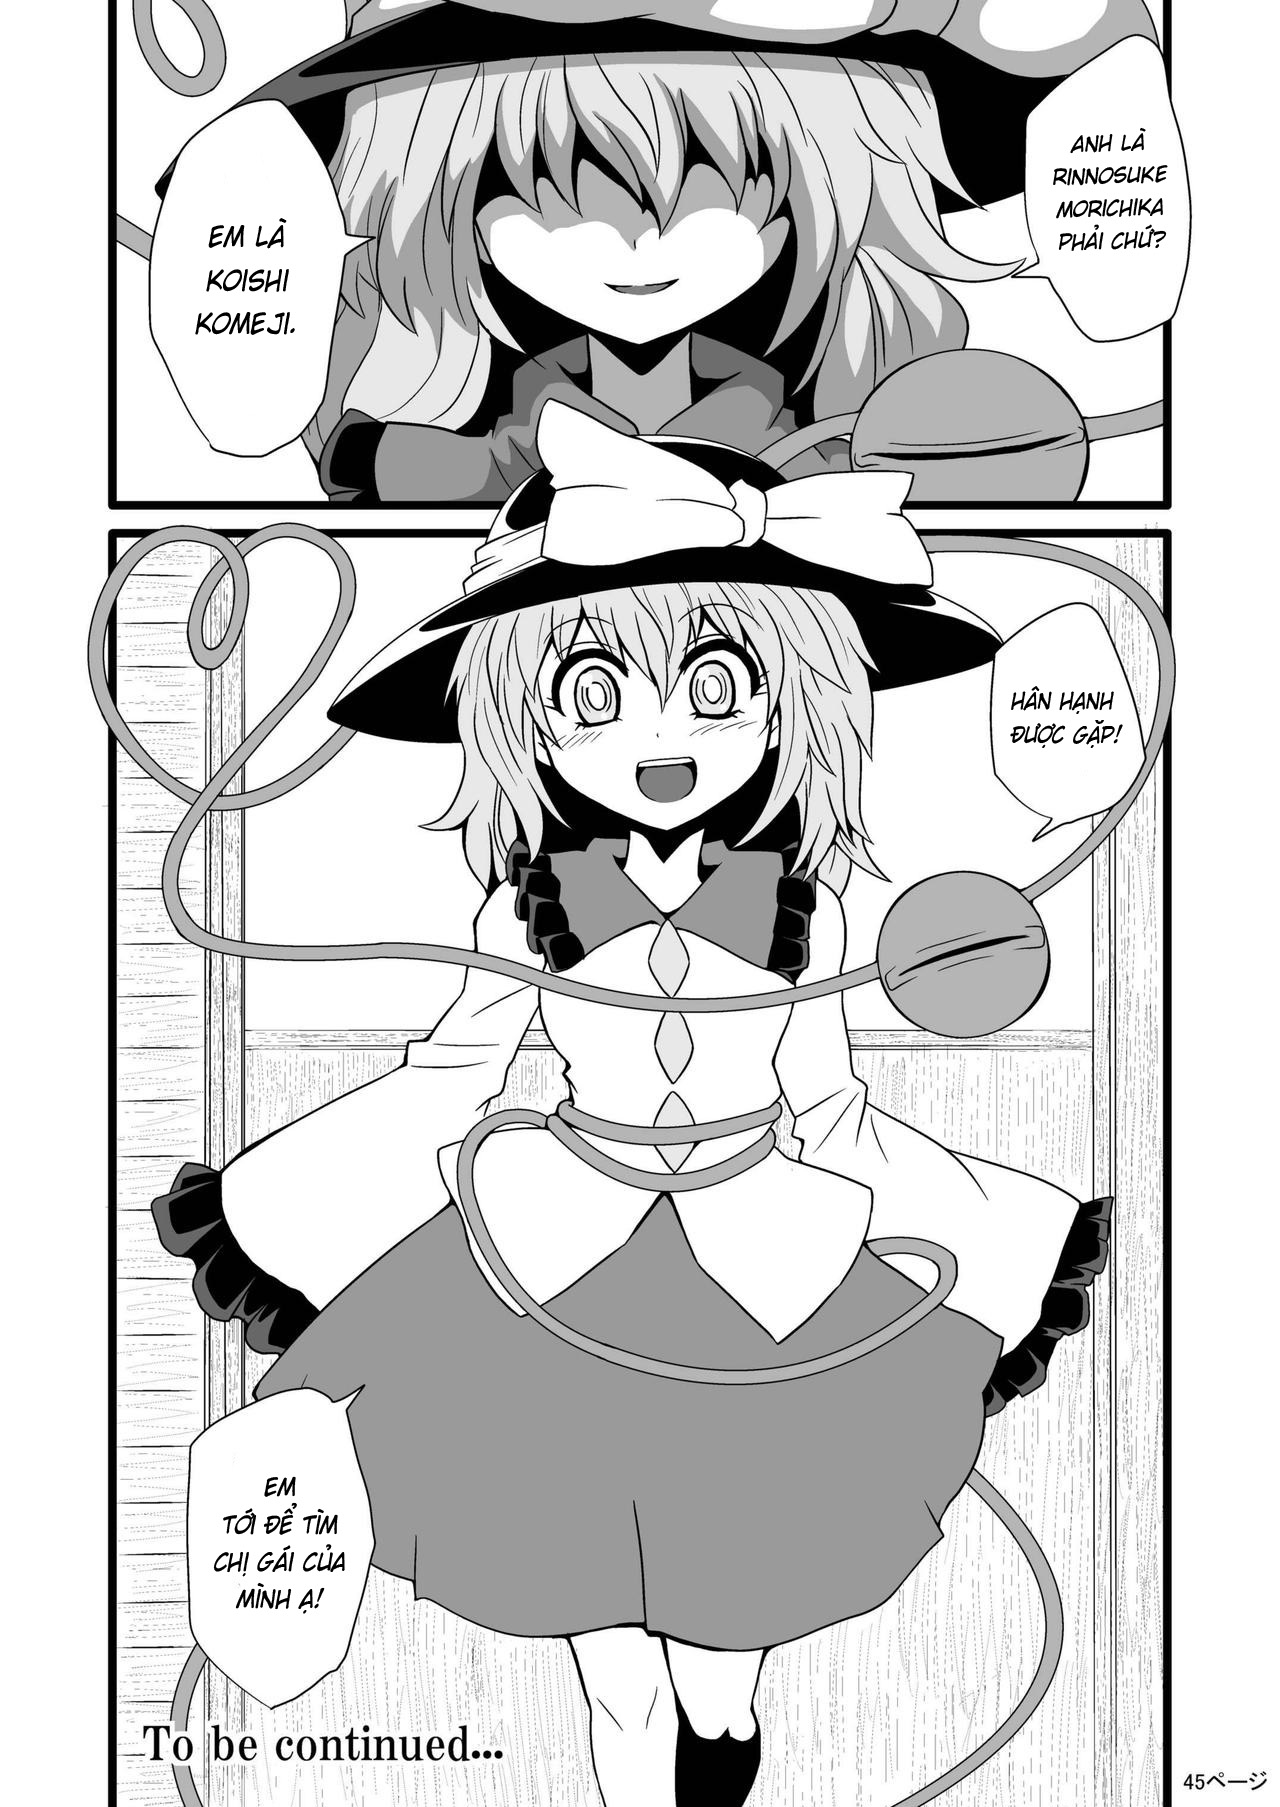 ANH LÀ
RINNOSUKE
MORICHIKA
PHẢI CHỨ?
EM LÀ
KOISHI
KOMEJI.
HÂN HẠNH
ĐƯỢC GẶP!
EM
TỚI ĐỂ TÌM
CHỊ GÁI CỦA
MÌNH Ạ!
To be continued...
45ページ